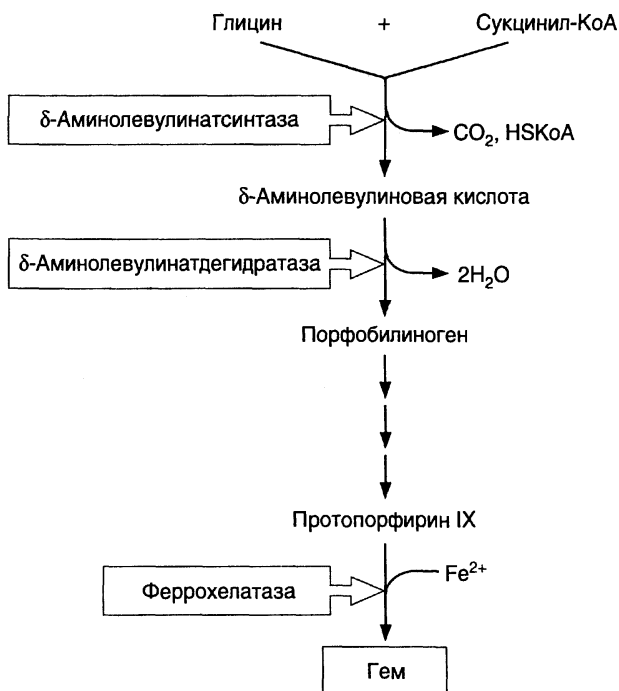 Глицин + Сукцинил-КоА
δ-Аминолевулинатсинтаза
CO₂, HSKoA
δ-Аминолевулиновая кислота
δ-Аминолевулинатдегидратаза
2H₂O
Порфобилиноген
Протопорфирин IX
Феррохелатаза
Fe²⁺
Гем